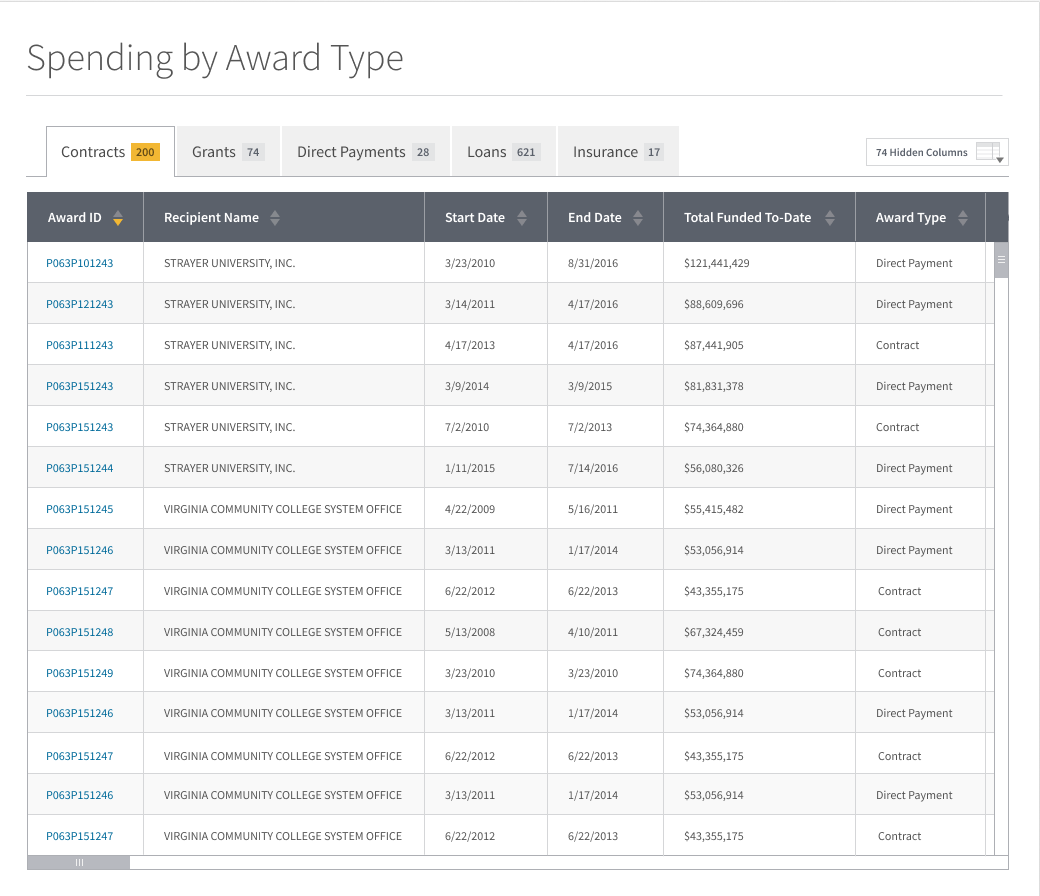 Spending by Award Type
Contracts 200 Grants 74 Direct Payments 28 Loans 621 Insurance 17 74 Hidden Columns
Award ID Recipient Name Start Date End Date Total Funded To-Date Award Type
P063P101243 STRAYER UNIVERSITY, INC. 3/23/2010 8/31/2016 $121,441,429 Direct Payment
P063P121243 STRAYER UNIVERSITY, INC. 3/14/2011 4/17/2016 $88,609,696 Direct Payment
P063P111243 STRAYER UNIVERSITY, INC. 4/17/2013 4/17/2016 $87,441,905 Contract
P063P151243 STRAYER UNIVERSITY, INC. 3/9/2014 3/9/2015 $81,831,378 Direct Payment
P063P151243 STRAYER UNIVERSITY, INC. 7/2/2010 7/2/2013 $74,364,880 Contract
P063P151244 STRAYER UNIVERSITY, INC. 1/11/2015 7/14/2016 $56,080,326 Direct Payment
P063P151245 VIRGINIA COMMUNITY COLLEGE SYSTEM OFFICE 4/22/2009 5/16/2011 $55,415,482 Direct Payment
P063P151246 VIRGINIA COMMUNITY COLLEGE SYSTEM OFFICE 3/13/2011 1/17/2014 $53,056,914 Direct Payment
P063P151247 VIRGINIA COMMUNITY COLLEGE SYSTEM OFFICE 6/22/2012 6/22/2013 $43,355,175 Contract
P063P151248 VIRGINIA COMMUNITY COLLEGE SYSTEM OFFICE 5/13/2008 4/10/2011 $67,324,459 Contract
P063P151249 VIRGINIA COMMUNITY COLLEGE SYSTEM OFFICE 3/23/2010 3/23/2010 $74,364,880 Contract
P063P151246 VIRGINIA COMMUNITY COLLEGE SYSTEM OFFICE 3/13/2011 1/17/2014 $53,056,914 Direct Payment
P063P151247 VIRGINIA COMMUNITY COLLEGE SYSTEM OFFICE 6/22/2012 6/22/2013 $43,355,175 Contract
P063P151246 VIRGINIA COMMUNITY COLLEGE SYSTEM OFFICE 3/13/2011 1/17/2014 $53,056,914 Direct Payment
P063P151247 VIRGINIA COMMUNITY COLLEGE SYSTEM OFFICE 6/22/2012 6/22/2013 $43,355,175 Contract